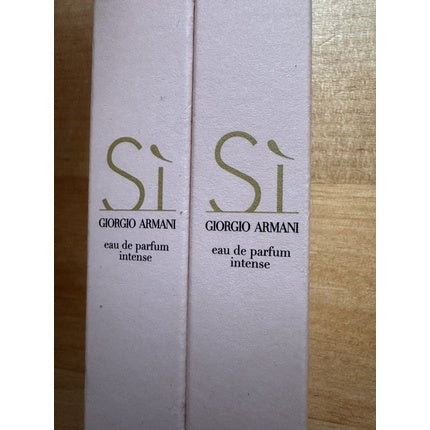 Sì
GIORGIO ARMANI
eau de parfum
intense
Sì
GIORGIO ARMANI
eau de parfum
intense